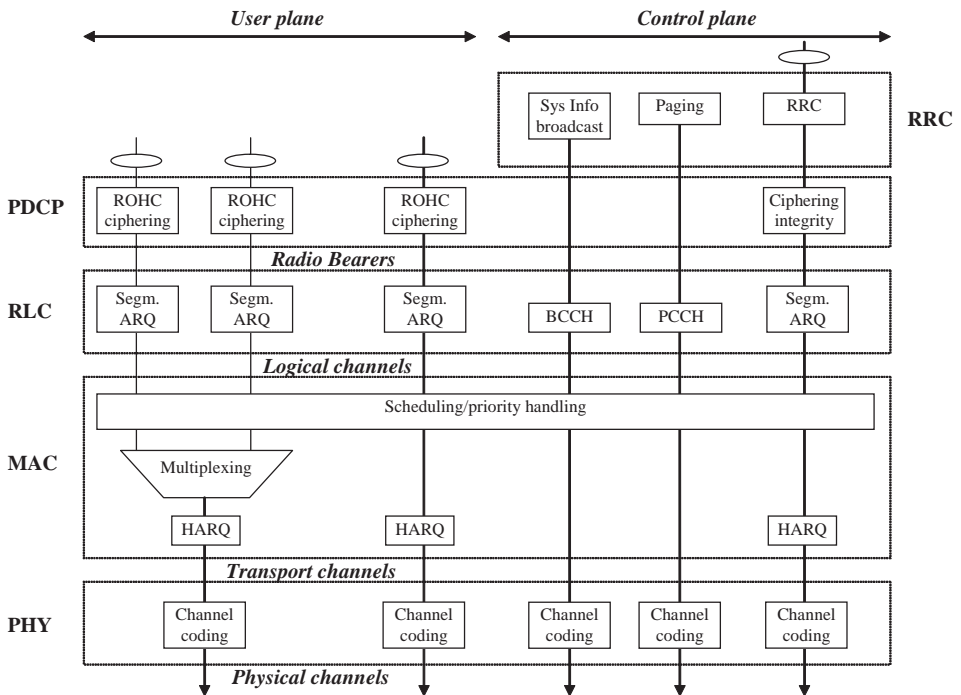 User plane
Control plane
Sys Info
broadcast
Paging
RRC
RRC
PDCP
ROHC
ciphering
ROHC
ciphering
ROHC
ciphering
Ciphering
integrity
Radio Bearers
RLC
Segm.
ARQ
Segm.
ARQ
Segm.
ARQ
BCCH
PCCH
Segm.
ARQ
Logical channels
MAC
Scheduling/priority handling
Multiplexing
HARQ
HARQ
HARQ
Transport channels
PHY
Channel
coding
Channel
coding
Channel
coding
Channel
coding
Channel
coding
Physical channels